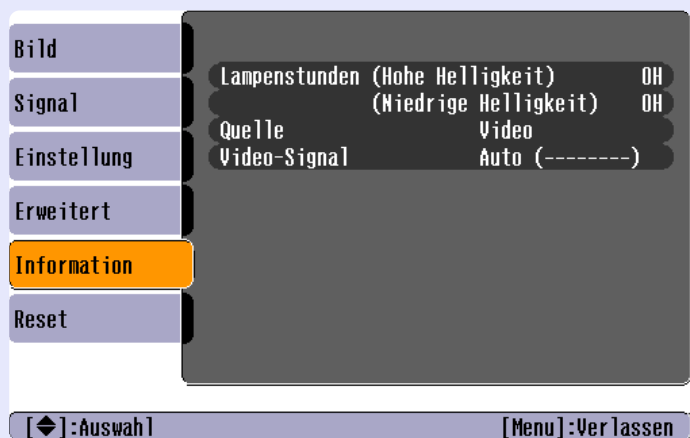 Bild
Signal
Einstellung
Erweitert
Information
Reset
Lampenstunden (Hohe Helligkeit) 0H
(Niedrige Helligkeit) 0H
Quelle Video
Video-Signal Auto (--------)
[◆]:Auswahl [Menu]:Verlassen